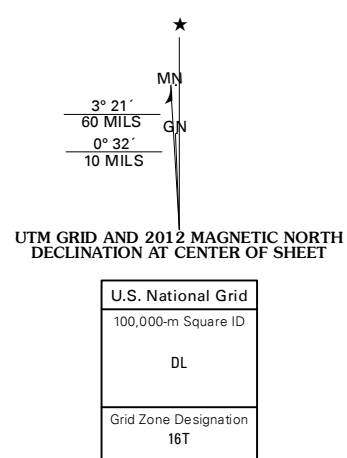 ★
MN
3° 21´
60 MILS
GN
0° 32´
10 MILS
UTM GRID AND 2012 MAGNETIC NORTH
DECLINATION AT CENTER OF SHEET
U.S. National Grid
100,000-m Square ID
DL
Grid Zone Designation
16T